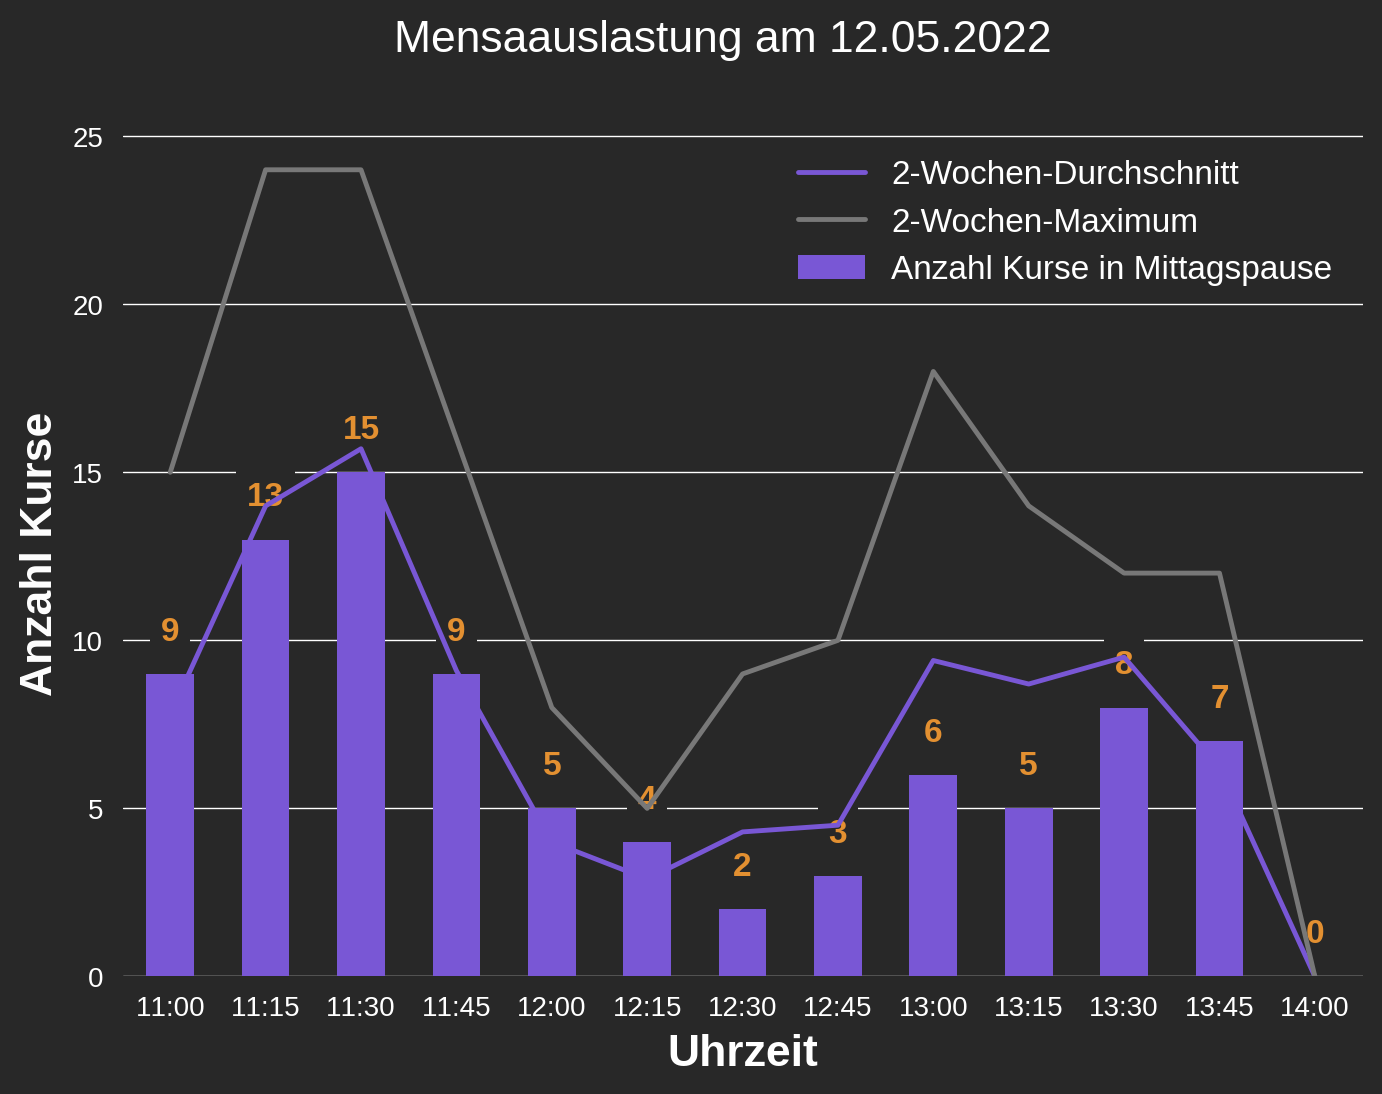 Mensaauslastung am 12.05.2022
25
20
15
10
5
0
Anzahl Kurse
2-Wochen-Durchschnitt
2-Wochen-Maximum
Anzahl Kurse in Mittagspause
9
13
15
9
5
4
2
3
6
5
8
7
0
11:00 11:15 11:30 11:45 12:00 12:15 12:30 12:45 13:00 13:15 13:30 13:45 14:00
Uhrzeit